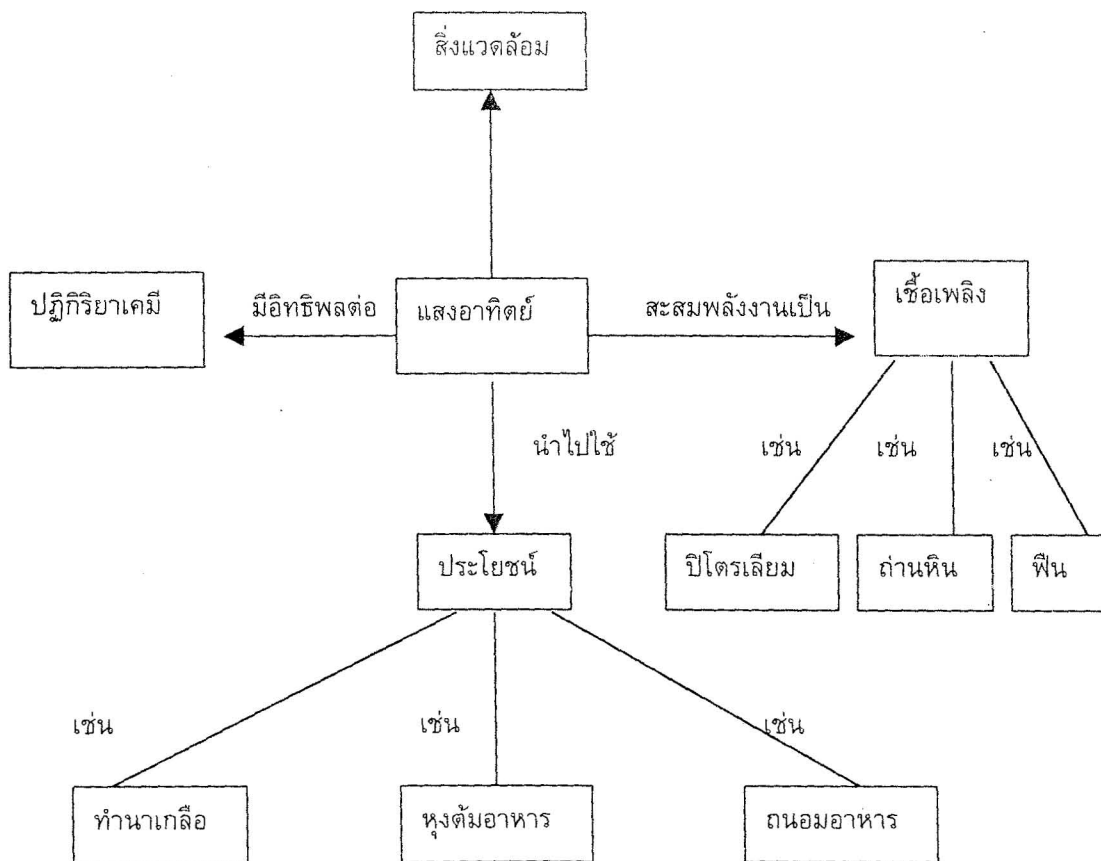 สิ่งแวดล้อม
ปฏิกิริยาเคมี
มีอิทธิพลต่อ
แสงอาทิตย์
สะสมพลังงานเป็น
เชื้อเพลิง
นำไปใช้
เช่น
เช่น
เช่น
ประโยชน์
ปิโตรเลียม
ถ่านหิน
ฟืน
เช่น
เช่น
เช่น
ทำนาเกลือ
หุงต้มอาหาร
ถนอมอาหาร